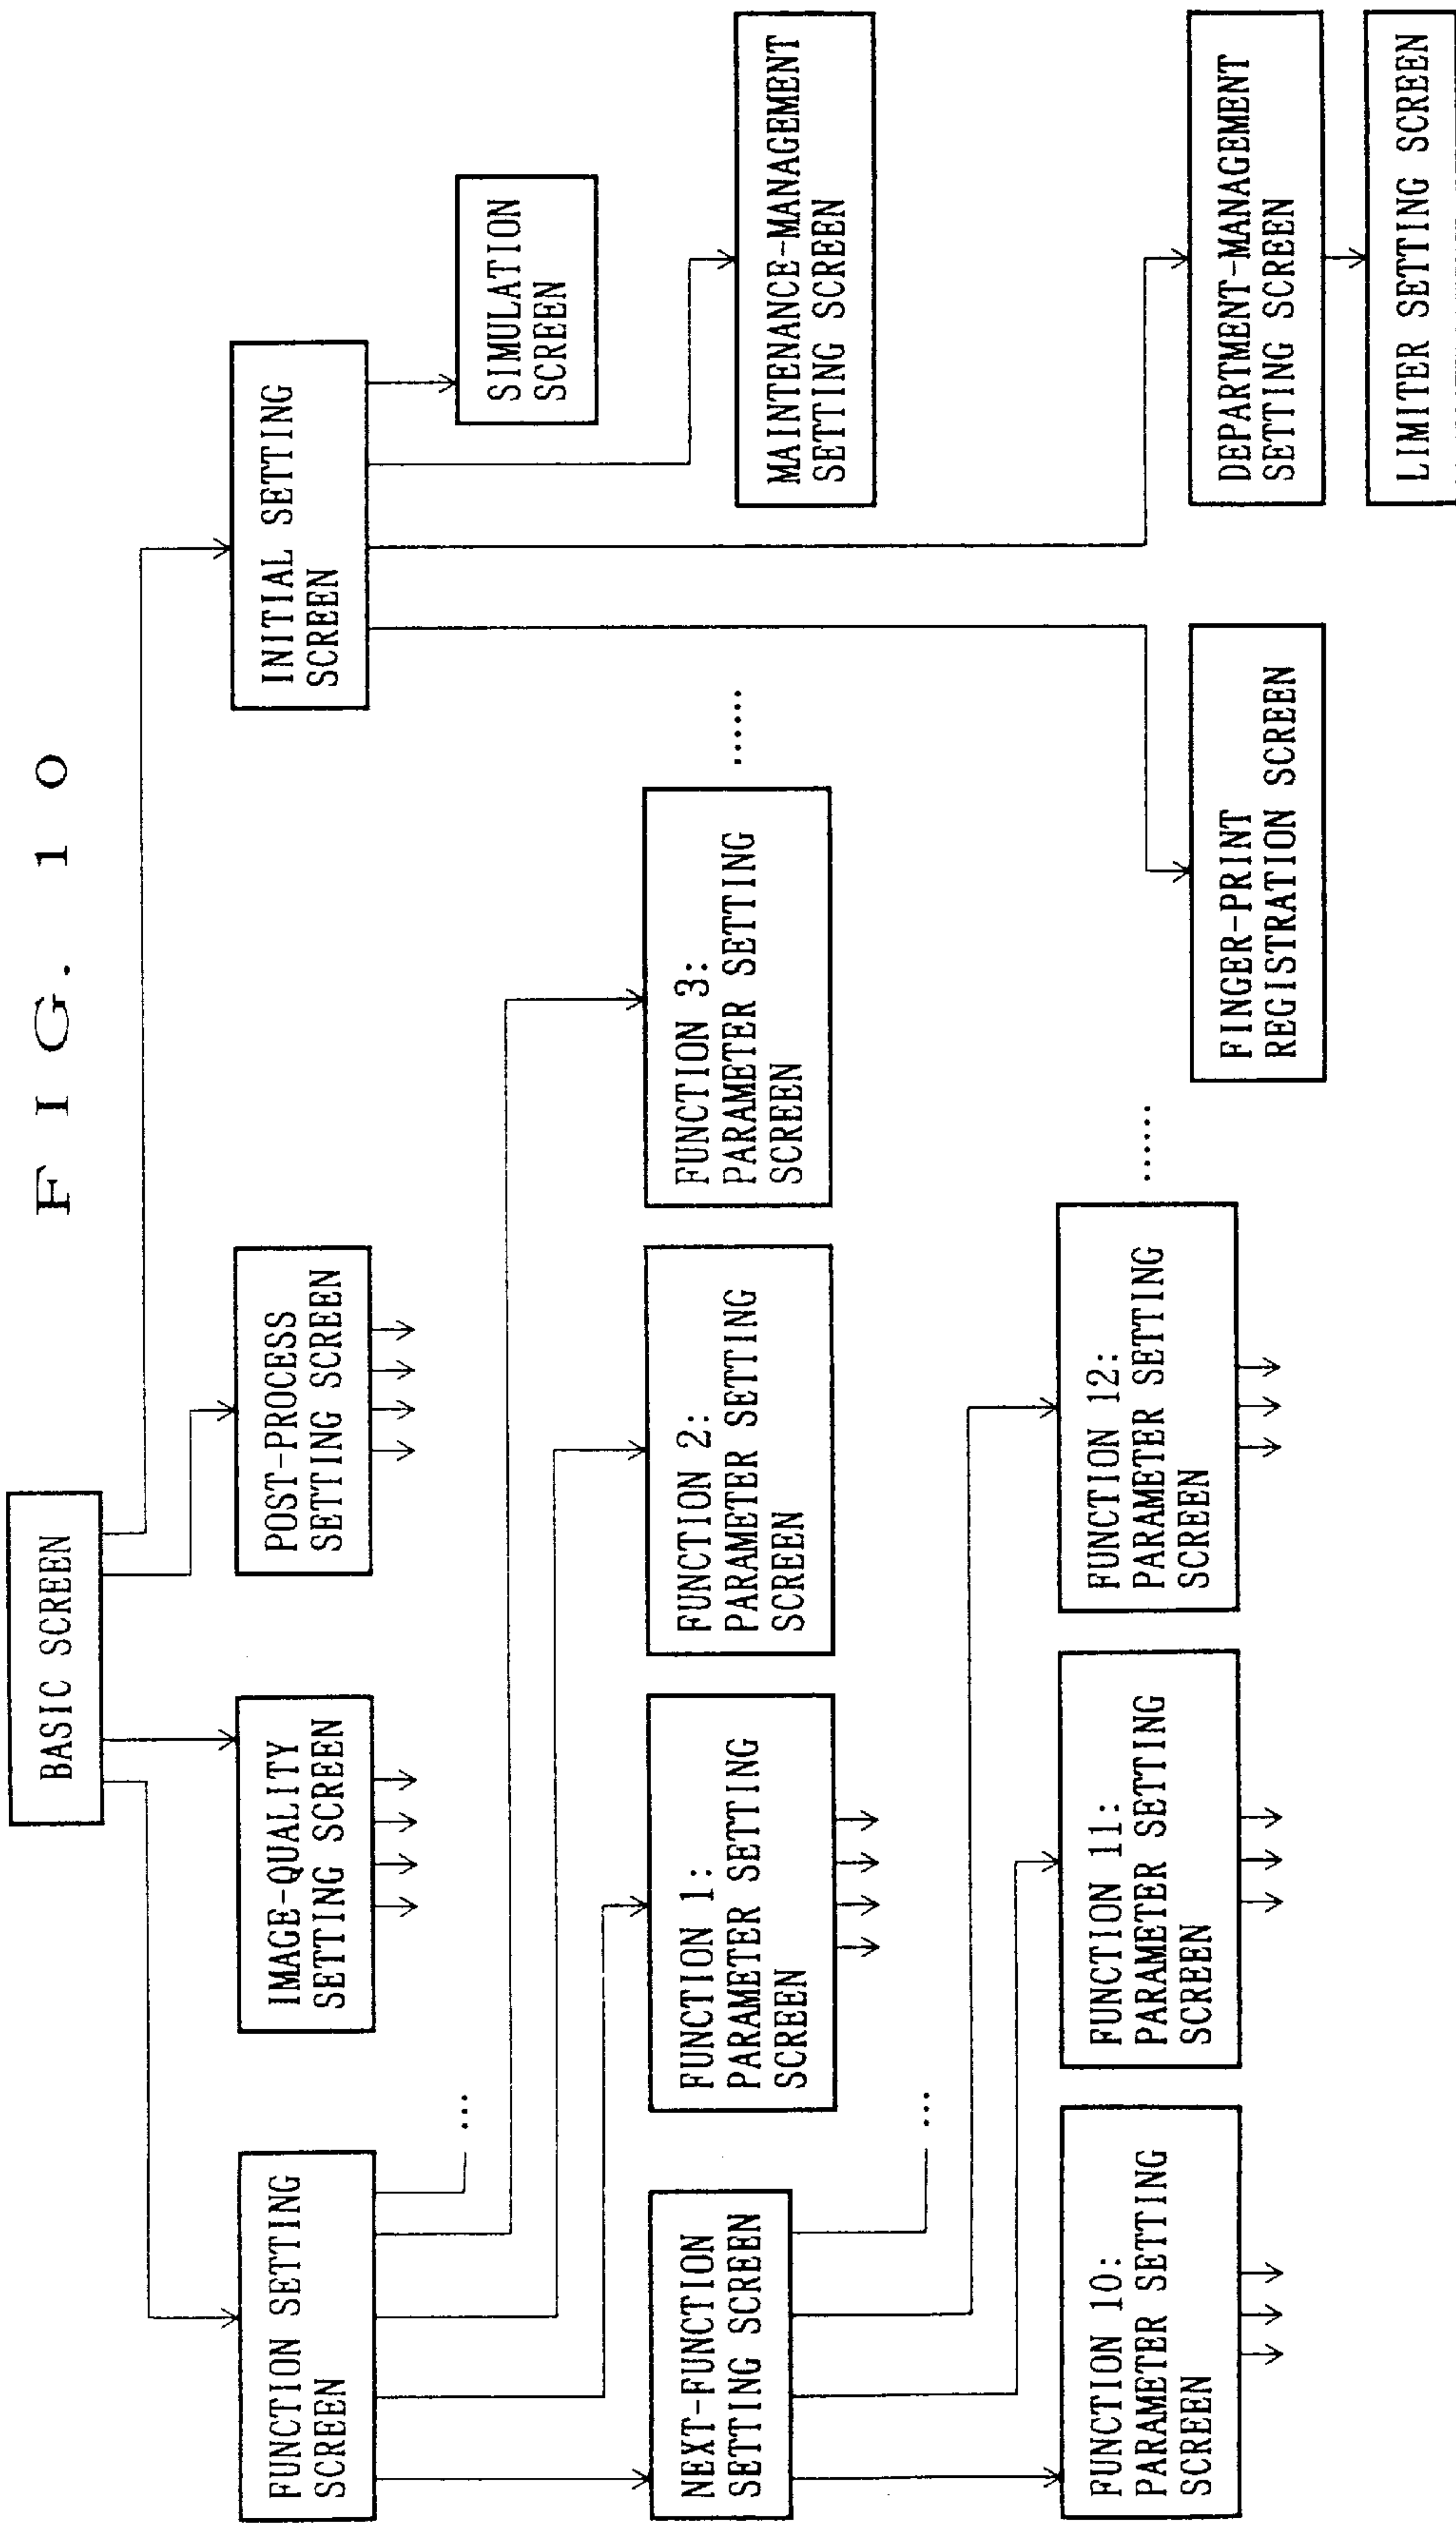 FIG. 10
BASIC SCREEN
FUNCTION SETTING
SCREEN
IMAGE-QUALITY
SETTING SCREEN
POST-PROCESS
SETTING SCREEN
INITIAL SETTING
SCREEN
...
SIMULATION
SCREEN
NEXT-FUNCTION
SETTING SCREEN
FUNCTION 1:
PARAMETER SETTING
SCREEN
FUNCTION 2:
PARAMETER SETTING
SCREEN
FUNCTION 3:
PARAMETER SETTING
SCREEN
......
MAINTENANCE-MANAGEMENT
SETTING SCREEN
...
FUNCTION 10:
PARAMETER SETTING
SCREEN
FUNCTION 11:
PARAMETER SETTING
SCREEN
FUNCTION 12:
PARAMETER SETTING
SCREEN
......
FINGER-PRINT
REGISTRATION SCREEN
DEPARTMENT-MANAGEMENT
SETTING SCREEN
LIMITER SETTING SCREEN